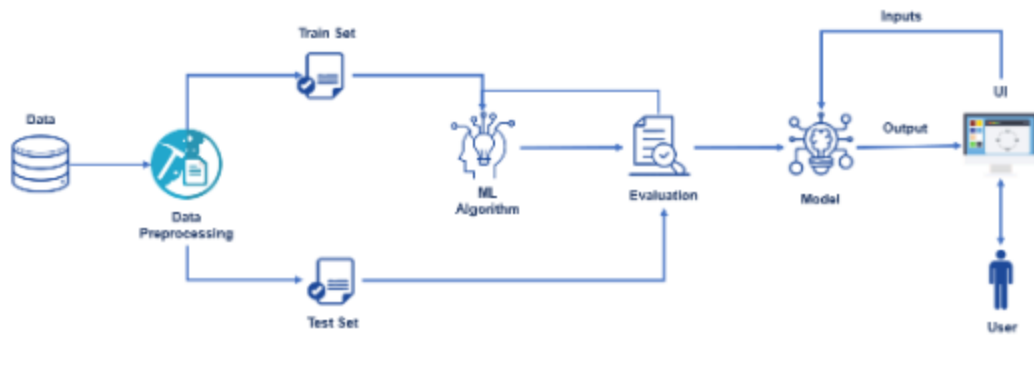 Inputs
Train Set
UI
Data
Output
ML
Algorithm
Evaluation
Model
Data
Preprocessing
Test Set
User